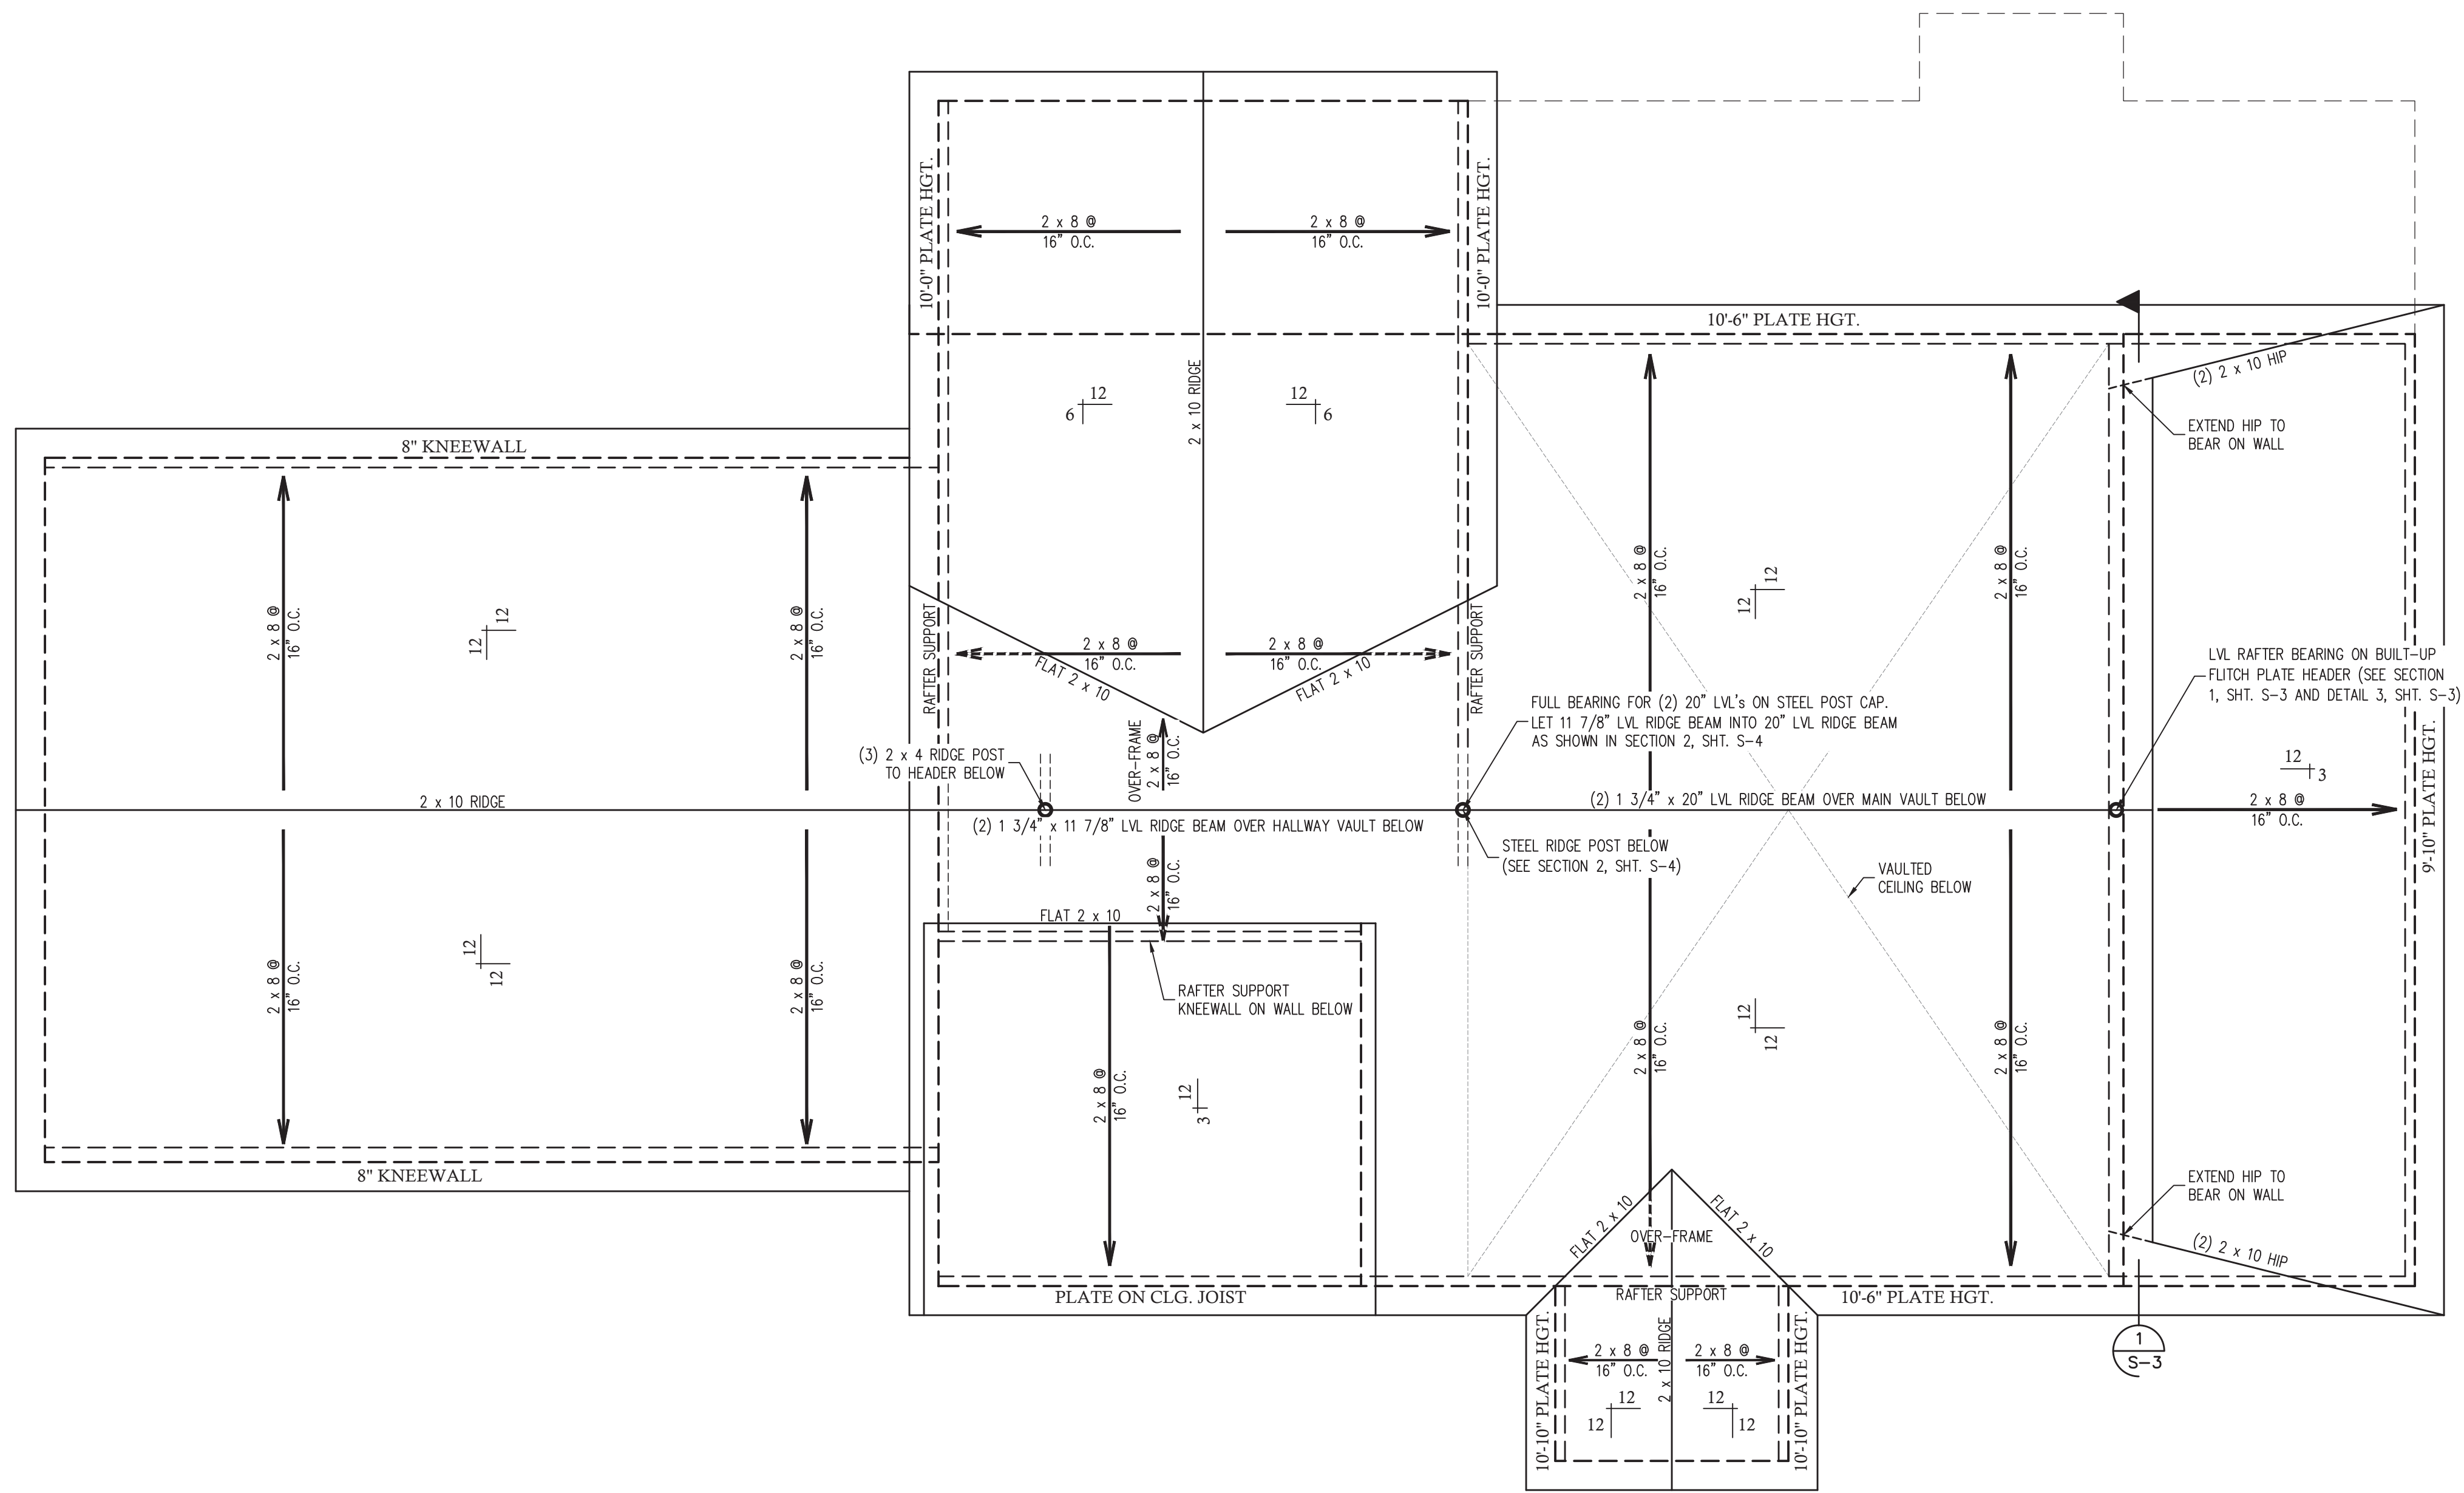 10'-0" PLATE HGT.
10'-0" PLATE HGT.
2 x 8 @
16" O.C.
2 x 8 @
16" O.C.
10'-6" PLATE HGT.
(2) 2 x 10 HIP
EXTEND HIP TO
BEAR ON WALL
2 x 10 RIDGE
12
6
12
6
8" KNEEWALL
2 x 8 @
16" O.C.
12
12
2 x 8 @
16" O.C.
RAFTER SUPPORT
2 x 8 @
16" O.C.
2 x 8 @
16" O.C.
FLAT 2 x 10
FLAT 2 x 10
RAFTER SUPPORT
2 x 8 @
16" O.C.
12
12
2 x 8 @
16" O.C.
LVL RAFTER BEARING ON BUILT-UP
FLITCH PLATE HEADER (SEE SECTION
1, SHT. S-3 AND DETAIL 3, SHT. S-3)
FULL BEARING FOR (2) 20" LVL's ON STEEL POST CAP.
LET 11 7/8" LVL RIDGE BEAM INTO 20" LVL RIDGE BEAM
AS SHOWN IN SECTION 2, SHT. S-4
(3) 2 x 4 RIDGE POST
TO HEADER BELOW
OVER-FRAME
2 x 8 @
16" O.C.
12
3
9'-10" PLATE HGT.
2 x 10 RIDGE
(2) 1 3/4" x 20" LVL RIDGE BEAM OVER MAIN VAULT BELOW
2 x 8 @
16" O.C.
(2) 1 3/4" x 11 7/8" LVL RIDGE BEAM OVER HALLWAY VAULT BELOW
STEEL RIDGE POST BELOW
(SEE SECTION 2, SHT. S-4)
VAULTED
CEILING BELOW
2 x 8 @
16" O.C.
FLAT 2 x 10
2 x 8 @
16" O.C.
12
12
2 x 8 @
16" O.C.
RAFTER SUPPORT
KNEEWALL ON WALL BELOW
2 x 8 @
16" O.C.
12
3
2 x 8 @
16" O.C.
12
12
2 x 8 @
16" O.C.
8" KNEEWALL
EXTEND HIP TO
BEAR ON WALL
FLAT 2 x 10
FLAT 2 x 10
OVER-FRAME
(2) 2 x 10 HIP
PLATE ON CLG. JOIST
RAFTER SUPPORT
10'-6" PLATE HGT.
10'-10" PLATE HGT.
2 x 8 @
16" O.C.
2 x 10 RIDGE
2 x 8 @
16" O.C.
10'-10" PLATE HGT.
12
12
12
12
1
S-3